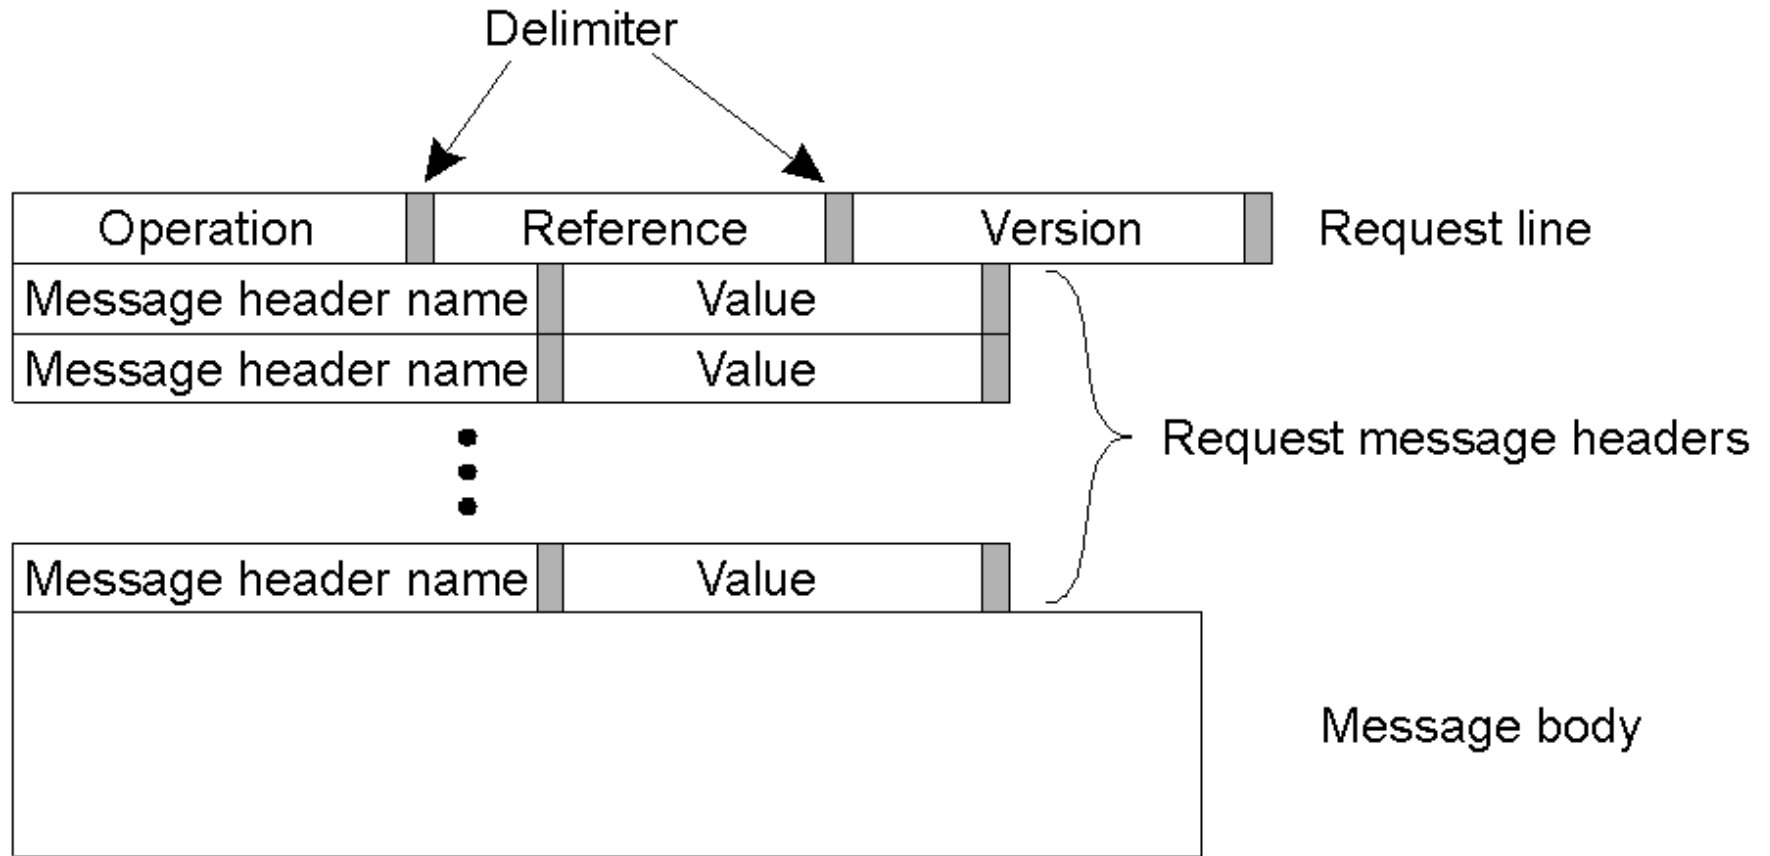 Delimiter
Operation Reference Version Request line
Message header name Value
Message header name Value
Request message headers
Message header name Value
Message body